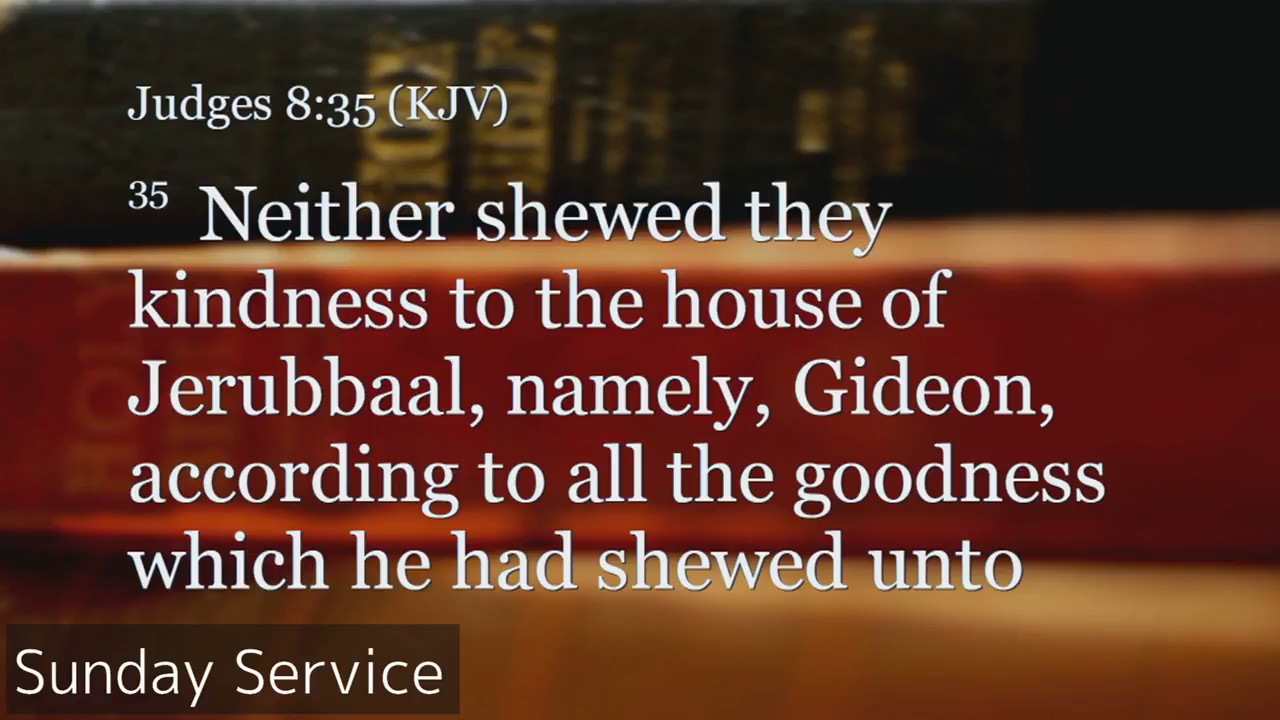 Judges 8:35 (KJV)
35 Neither shewed they
kindness to the house of
Jerubbaal, namely, Gideon,
according to all the goodness
which he had shewed unto
Sunday Service